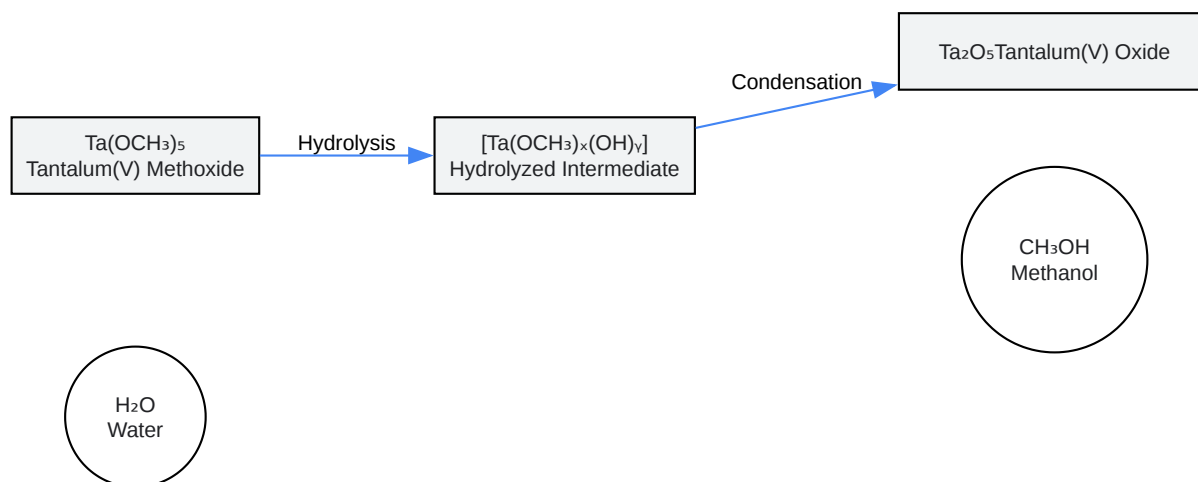 Ta(OCH₃)₅
Tantalum(V) Methoxide
Hydrolysis
[Ta(OCH₃)ₓ(OH)ᵧ]
Hydrolyzed Intermediate
Condensation
Ta₂O₅Tantalum(V) Oxide
CH₃OH
Methanol
H₂O
Water